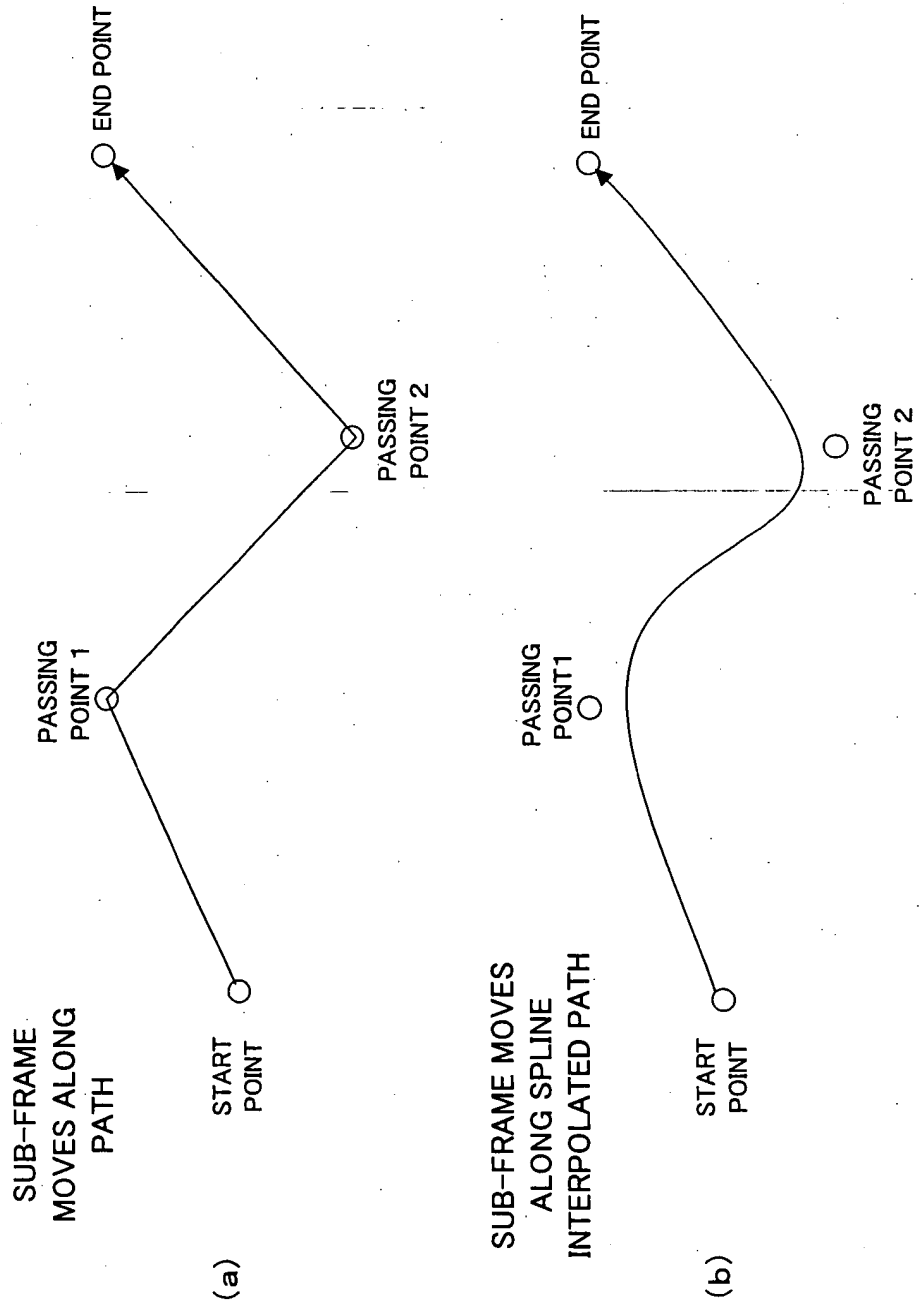 (a)
SUB-FRAME
MOVES ALONG
PATH
START
POINT
PASSING
POINT 1
PASSING
POINT 2
END POINT
(b)
SUB-FRAME MOVES
ALONG SPLINE
INTERPOLATED PATH
START
POINT
PASSING
POINT1
PASSING
POINT 2
END POINT